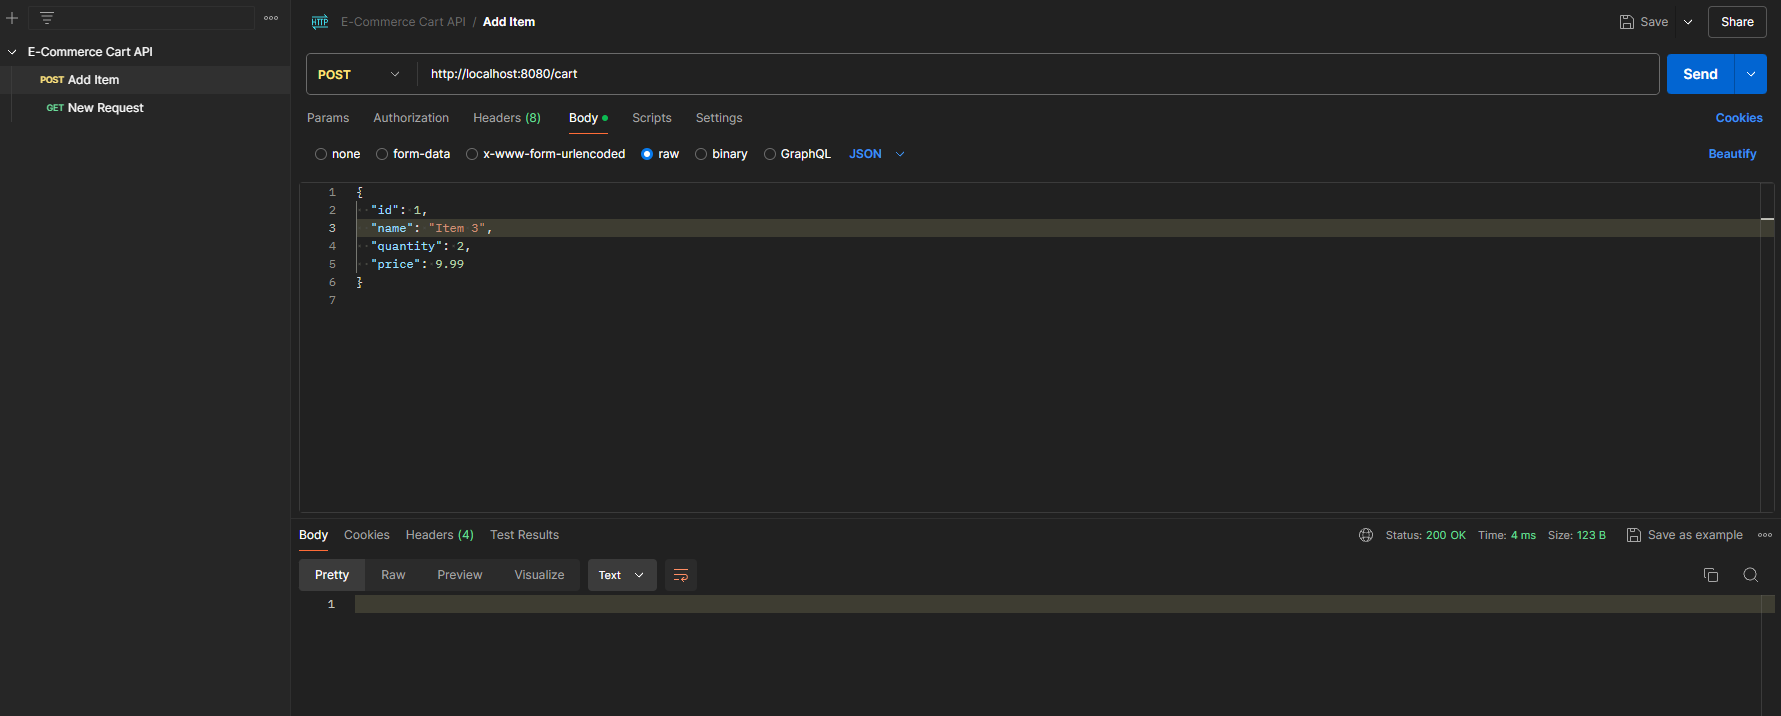 E-Commerce Cart API
POST Add Item
GET New Request
HTTP E-Commerce Cart API / Add Item
Save
Share
POST
http://localhost:8080/cart
Send
Params Authorization Headers (8) Body Scripts Settings
Cookies
none form-data x-www-form-urlencoded raw binary GraphQL JSON
Beautify
1 {
2 "id": 1,
3 "name": "Item 3",
4 "quantity": 2,
5 "price": 9.99
6 }
7
Body Cookies Headers (4) Test Results
Status: 200 OK Time: 4 ms Size: 123 B Save as example
Pretty Raw Preview Visualize Text
1